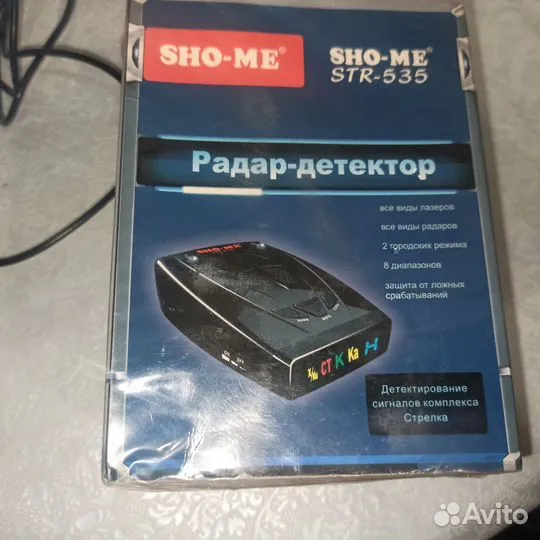 SHO-ME®
SHO-ME®
STR-535
Радар-детектор
все виды лазеров
все виды радаров
2 городских режима
8 диапазонов
защита от ложных
срабатываний
SHO-ME
X/Ku СТ K Ka
Детектирование
сигналов комплекса
Стрелка
Avito